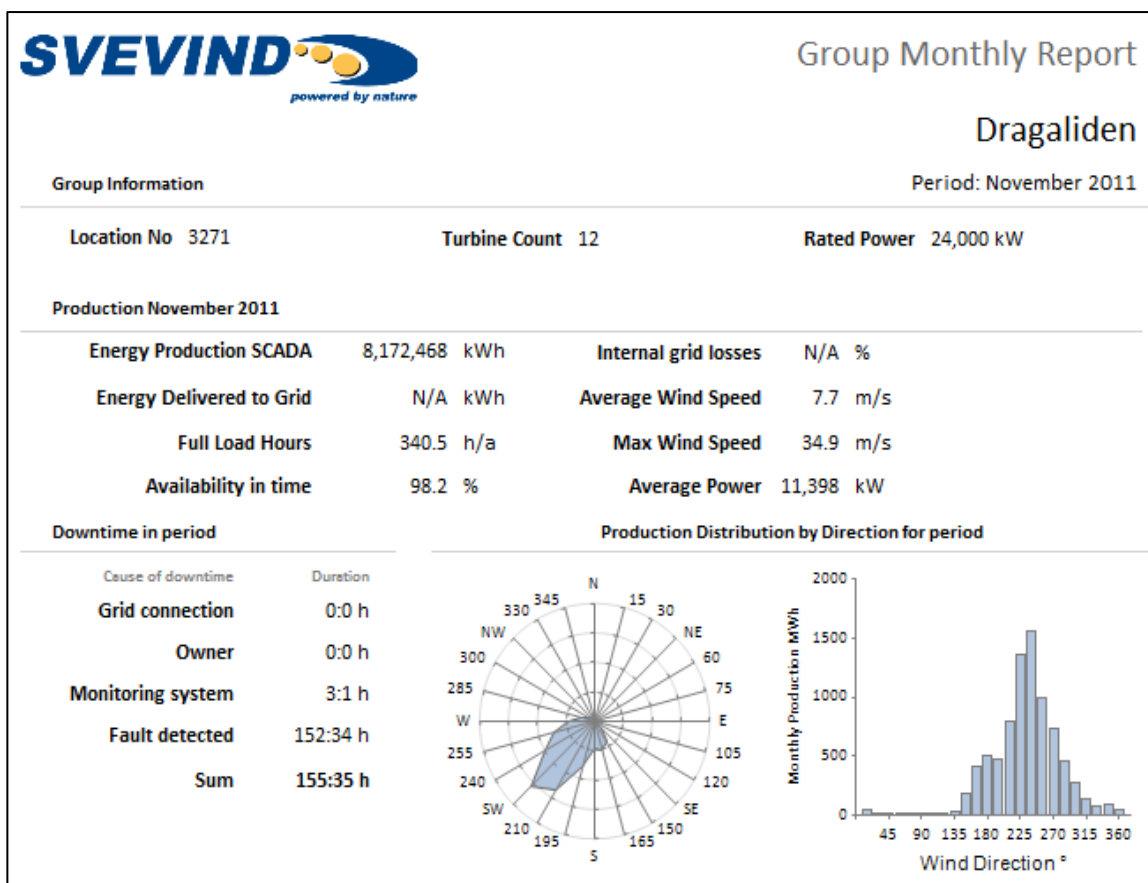 SVEVIND
powered by nature
Group Monthly Report
Dragaliden
Group Information
Period: November 2011
Location No 3271 Turbine Count 12 Rated Power 24,000 kW
Production November 2011
Energy Production SCADA 8,172,468 kWh Internal grid losses N/A %
Energy Delivered to Grid N/A kWh Average Wind Speed 7.7 m/s
Full Load Hours 340.5 h/a Max Wind Speed 34.9 m/s
Availability in time 98.2 % Average Power 11,398 kW
Downtime in period Production Distribution by Direction for period
Cause of downtime Duration
Grid connection 0:0 h
Owner 0:0 h
Monitoring system 3:1 h
Fault detected 152:34 h
Sum 155:35 h
N
15
30
NE
60
75
E
105
120
SE
150
165
S
195
210
SW
240
255
W
285
300
NW
330
345
Monthly Production MWh
2000
1500
1000
500
0
45 90 135 180 225 270 315 360
Wind Direction °